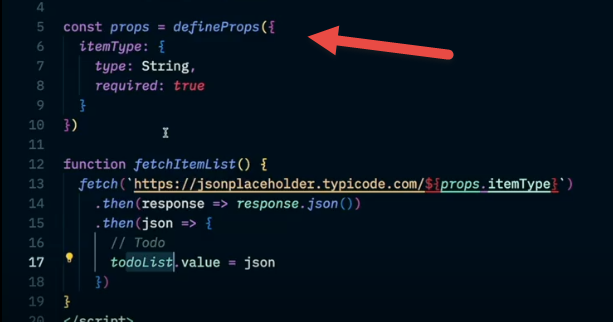 4
5 const props = defineProps({
6 itemType: {
7 type: String,
8 required: true
9 }
10 })
11
12 function fetchItemList() {
13 fetch(`https://jsonplaceholder.typicode.com/${props.itemType}`)
14 .then(response => response.json())
15 .then(json => {
16 // Todo
17 todoList.value = json
18 })
19 }
20 </script>